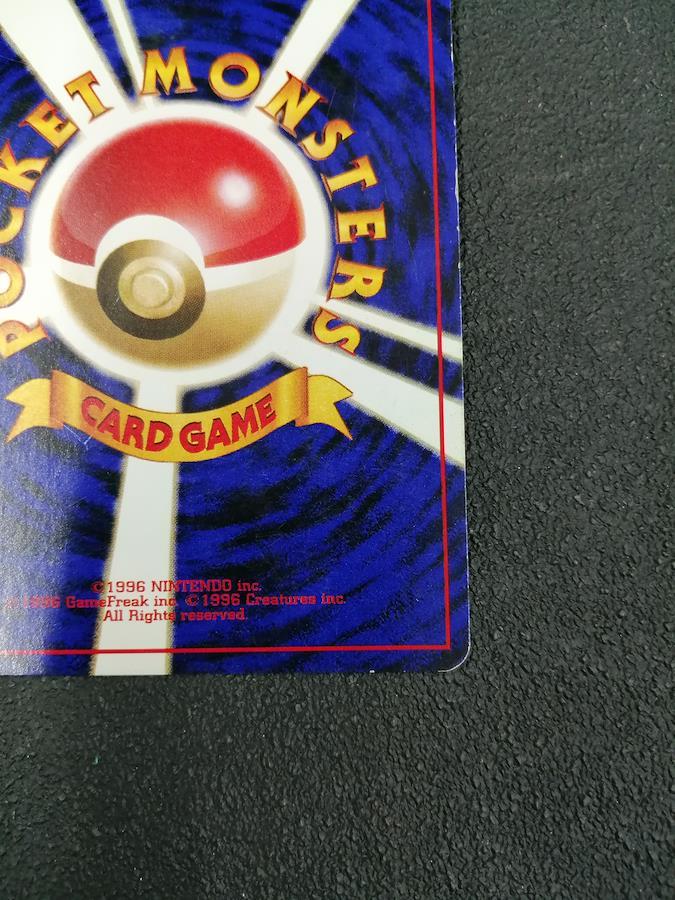 POCKET MONSTERS
CARD GAME
©1996 NINTENDO inc.
©1996 GameFreak inc. ©1996 Creatures inc.
All Rights reserved.